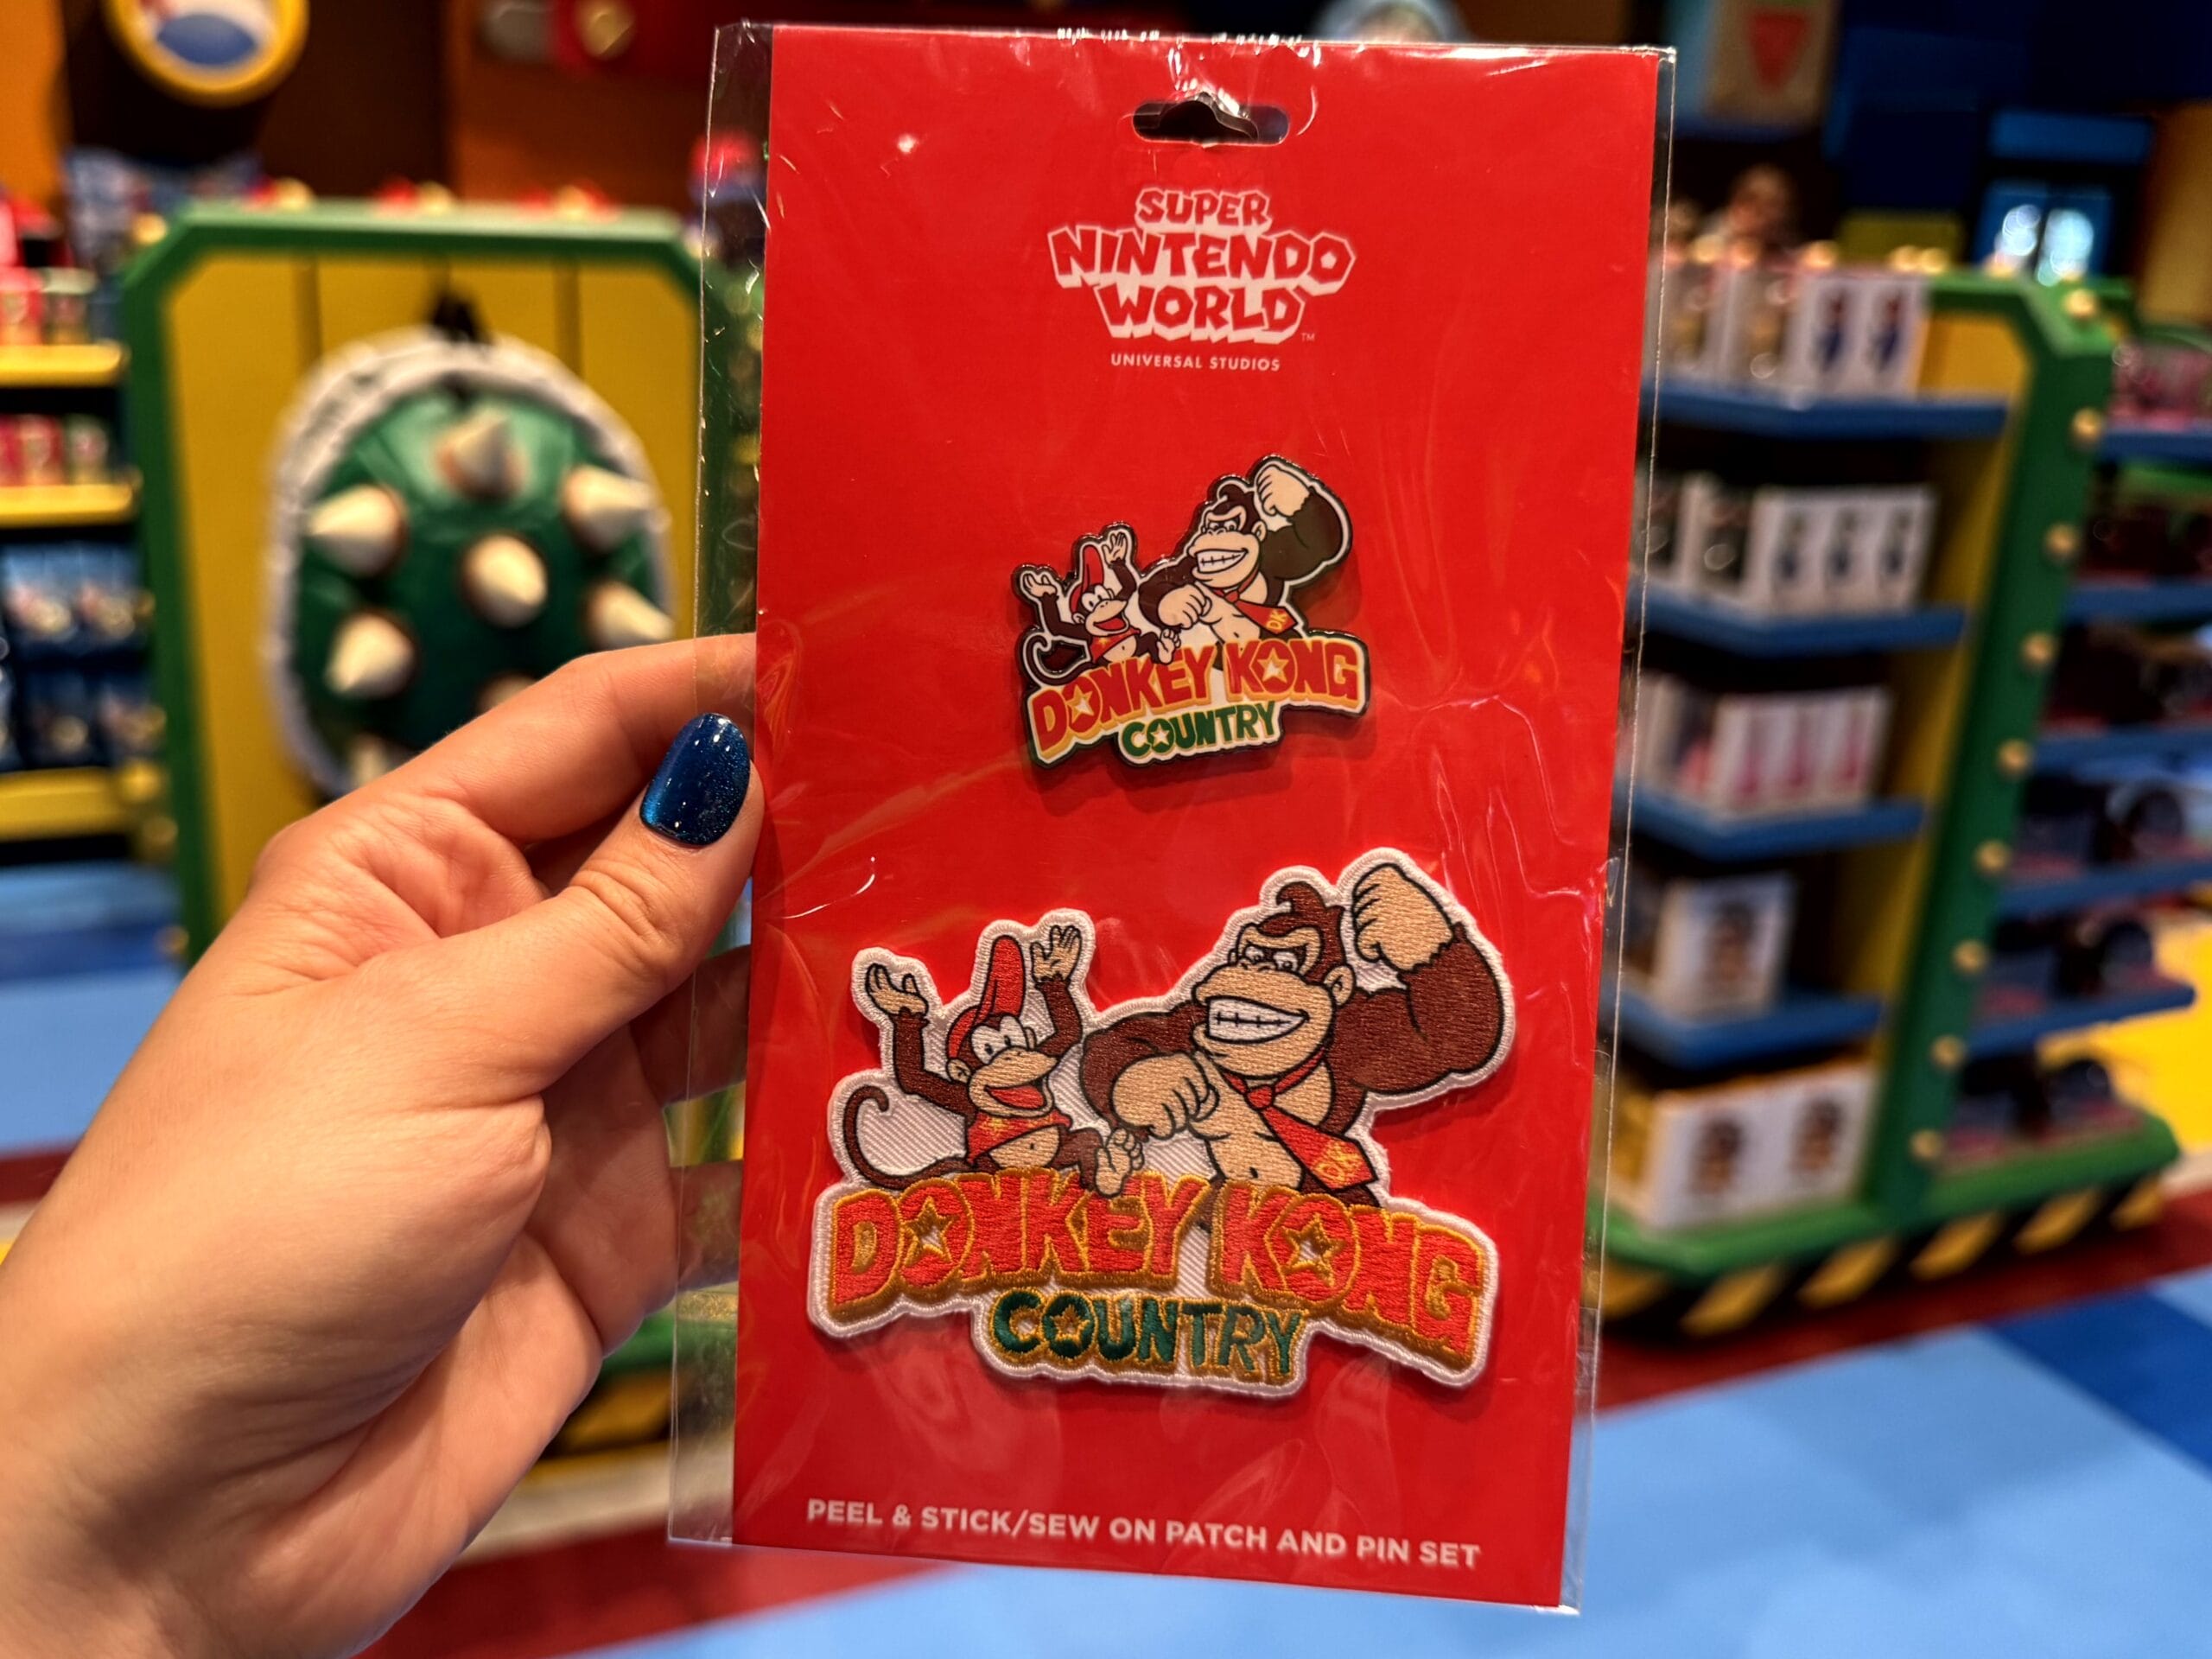 SUPER
NINTENDO
WORLD™
UNIVERSAL STUDIOS
DK
DONKEY KONG
COUNTRY
DK
DONKEY KONG
COUNTRY
PEEL & STICK/SEW ON PATCH AND PIN SET